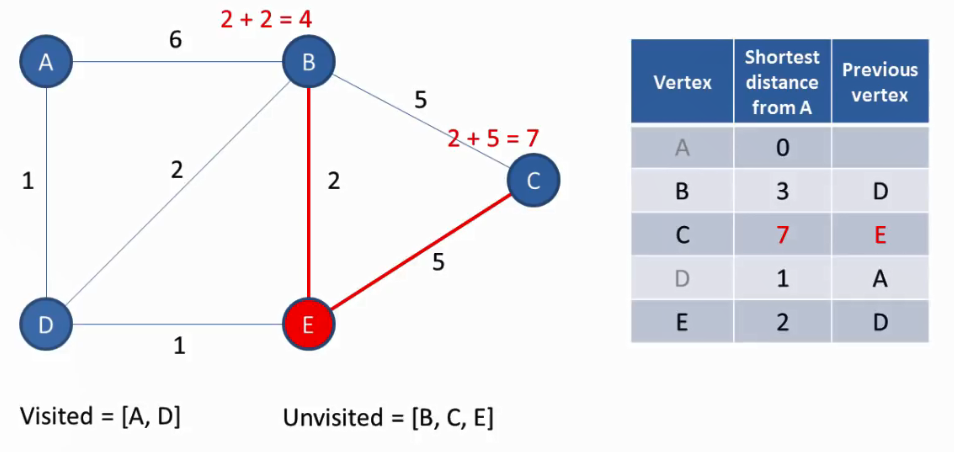 2 + 2 = 4
6
A
B
5
2 + 5 = 7
1
2
2
C
5
D
E
1
Visited = [A, D]
Unvisited = [B, C, E]
Vertex Shortest distance from A Previous vertex
A 0
B 3 D
C 7 E
D 1 A
E 2 D